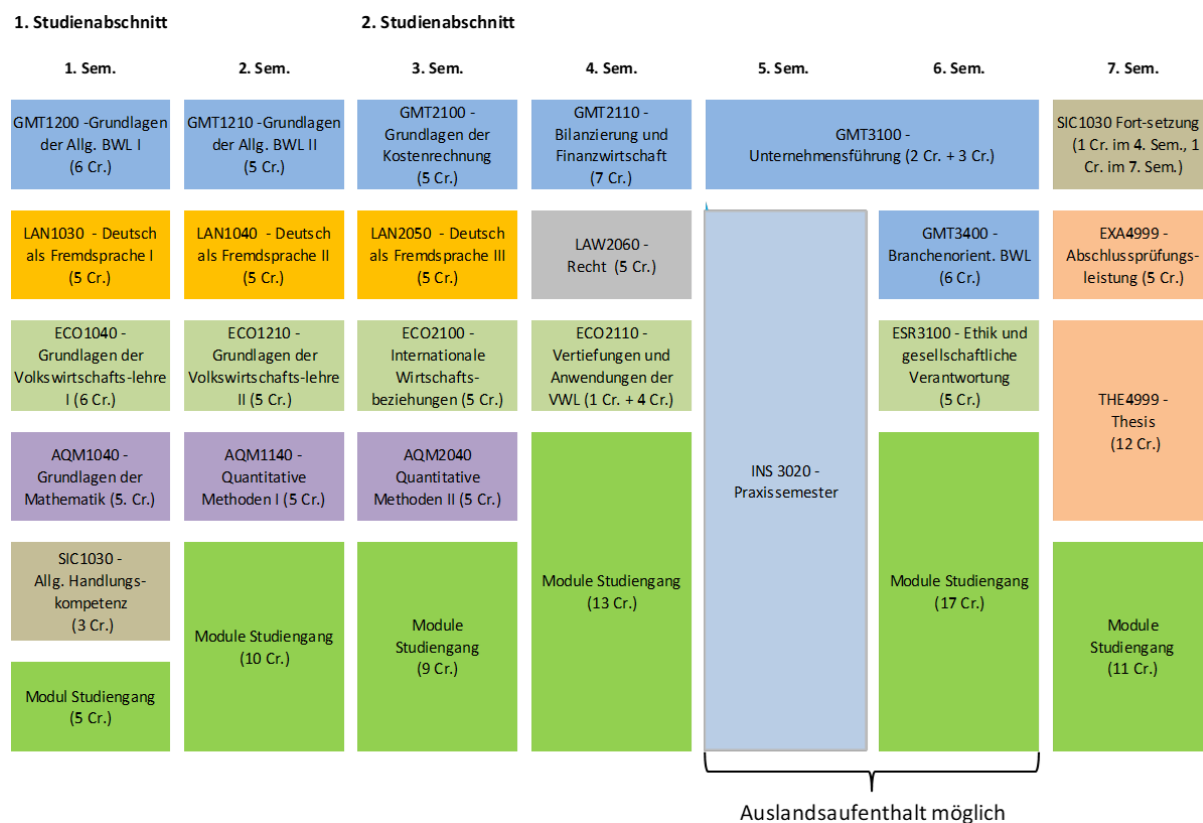 1. Studienabschnitt
2. Studienabschnitt
1. Sem.
2. Sem.
3. Sem.
4. Sem.
5. Sem.
6. Sem.
7. Sem.
GMT1200 -Grundlagen
der Allg. BWL I
(6 Cr.)
GMT1210 -Grundlagen
der Allg. BWL II
(5 Cr.)
GMT2100 -
Grundlagen der
Kostenrechnung
(5 Cr.)
GMT2110 -
Bilanzierung und
Finanzwirtschaft
(7 Cr.)
GMT3100 -
Unternehmensführung (2 Cr. + 3 Cr.)
SIC1030 Fort-setzung
(1 Cr. im 4. Sem., 1
Cr. im 7. Sem.)
LAN1030 - Deutsch
als Fremdsprache I
(5 Cr.)
LAN1040 - Deutsch
als Fremdsprache II
(5 Cr.)
LAN2050 - Deutsch
als Fremdsprache III
(5 Cr.)
LAW2060 -
Recht (5 Cr.)
GMT3400 -
Branchenorient. BWL
(6 Cr.)
EXA4999 -
Abschlussprüfungs-
leistung (5 Cr.)
ECO1040 -
Grundlagen der
Volkswirtschafts-lehre
I (6 Cr.)
ECO1210 -
Grundlagen der
Volkswirtschafts-lehre
II (5 Cr.)
ECO2100 -
Internationale
Wirtschafts-
beziehungen (5 Cr.)
ECO2110 -
Vertiefungen und
Anwendungen der
VWL (1 Cr. + 4 Cr.)
ESR3100 - Ethik und
gesellschaftliche
Verantwortung
(5 Cr.)
THE4999 -
Thesis
(12 Cr.)
AQM1040 -
Grundlagen der
Mathematik (5. Cr.)
AQM1140 -
Quantitative
Methoden I (5 Cr.)
AQM2040
Quantitative
Methoden II (5 Cr.)
INS 3020 -
Praxissemester
SIC1030 -
Allg. Handlungs-
kompetenz
(3 Cr.)
Module Studiengang
(10 Cr.)
Module
Studiengang
(9 Cr.)
Module Studiengang
(13 Cr.)
Module Studiengang
(17 Cr.)
Module
Studiengang
(11 Cr.)
Modul Studiengang
(5 Cr.)
Auslandsaufenthalt möglich